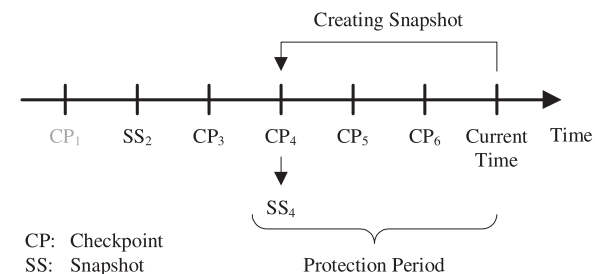 Creating Snapshot
CP₁ SS₂ CP₃ CP₄ CP₅ CP₆ Current Time
Time
SS₄
CP: Checkpoint
SS: Snapshot
Protection Period